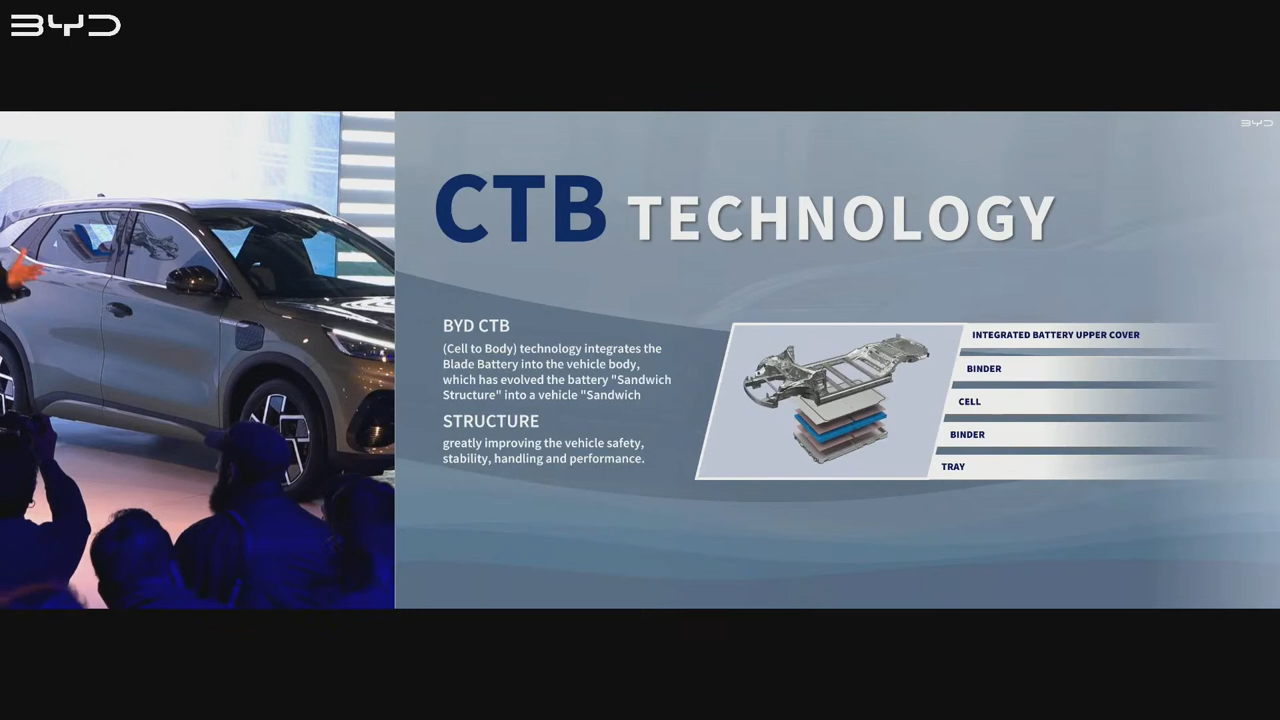 BYD
BYD
CTB TECHNOLOGY
BYD CTB
(Cell to Body) technology integrates the
Blade Battery into the vehicle body,
which has evolved the battery "Sandwich
Structure" into a vehicle "Sandwich
STRUCTURE
greatly improving the vehicle safety,
stability, handling and performance.
INTEGRATED BATTERY UPPER COVER
BINDER
CELL
BINDER
TRAY